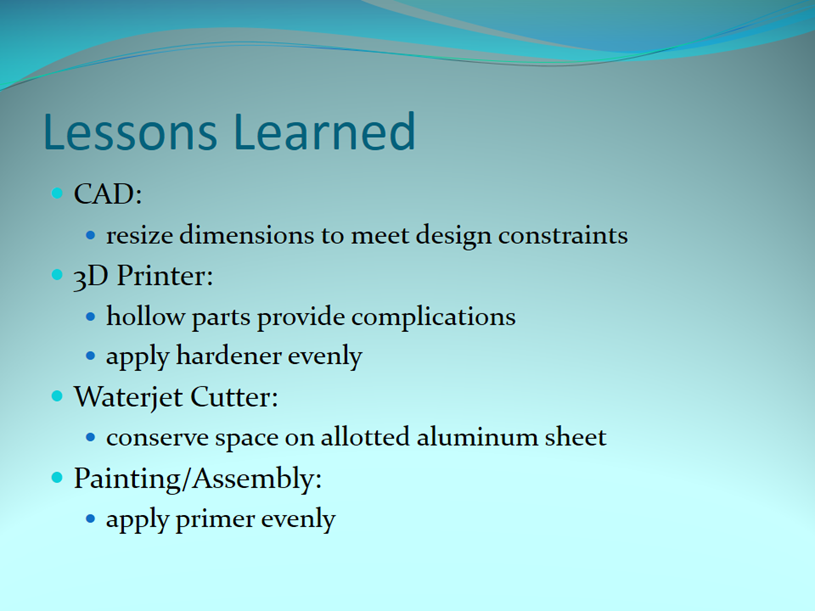 Lessons Learned
CAD:
resize dimensions to meet design constraints
3D Printer:
hollow parts provide complications
apply hardener evenly
Waterjet Cutter:
conserve space on allotted aluminum sheet
Painting/Assembly:
apply primer evenly